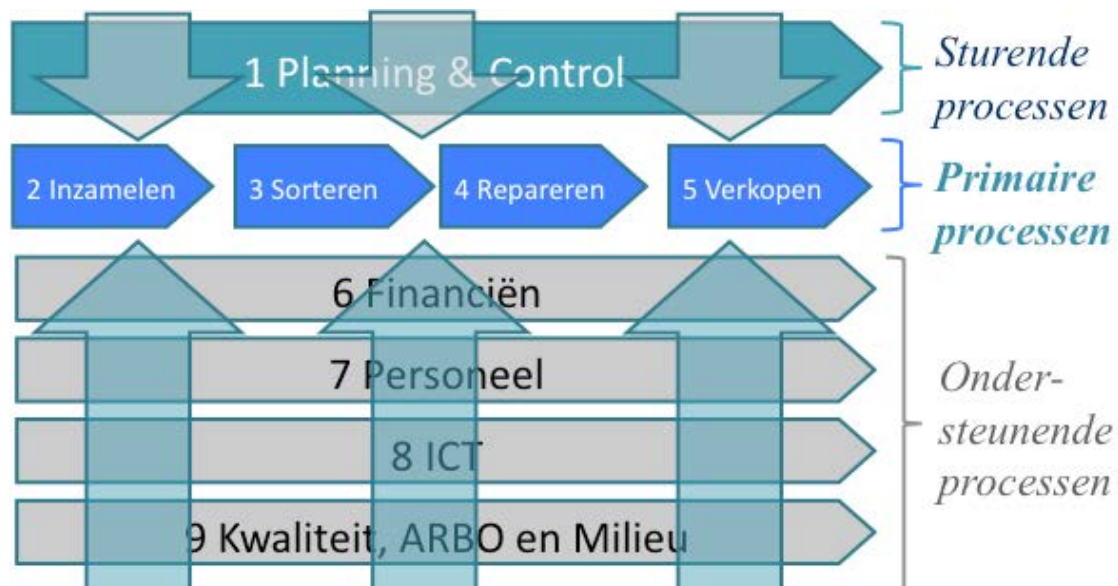 1 Planning & Control
Sturende
processen
2 Inzamelen
3 Sorteren
4 Repareren
5 Verkopen
Primaire
processen
6 Financiën
7 Personeel
8 ICT
9 Kwaliteit, ARBO en Milieu
Onder-
steunende
processen